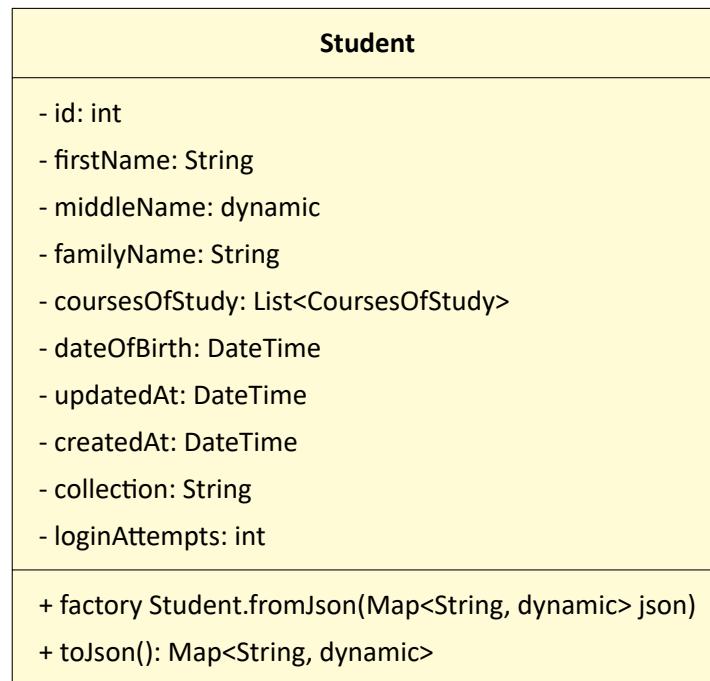 Student
- id: int
- firstName: String
- middleName: dynamic
- familyName: String
- coursesOfStudy: List<CoursesOfStudy>
- dateOfBirth: DateTime
- updatedAt: DateTime
- createdAt: DateTime
- collection: String
- loginAttempts: int
+ factory Student.fromJson(Map<String, dynamic> json)
+ toJson(): Map<String, dynamic>